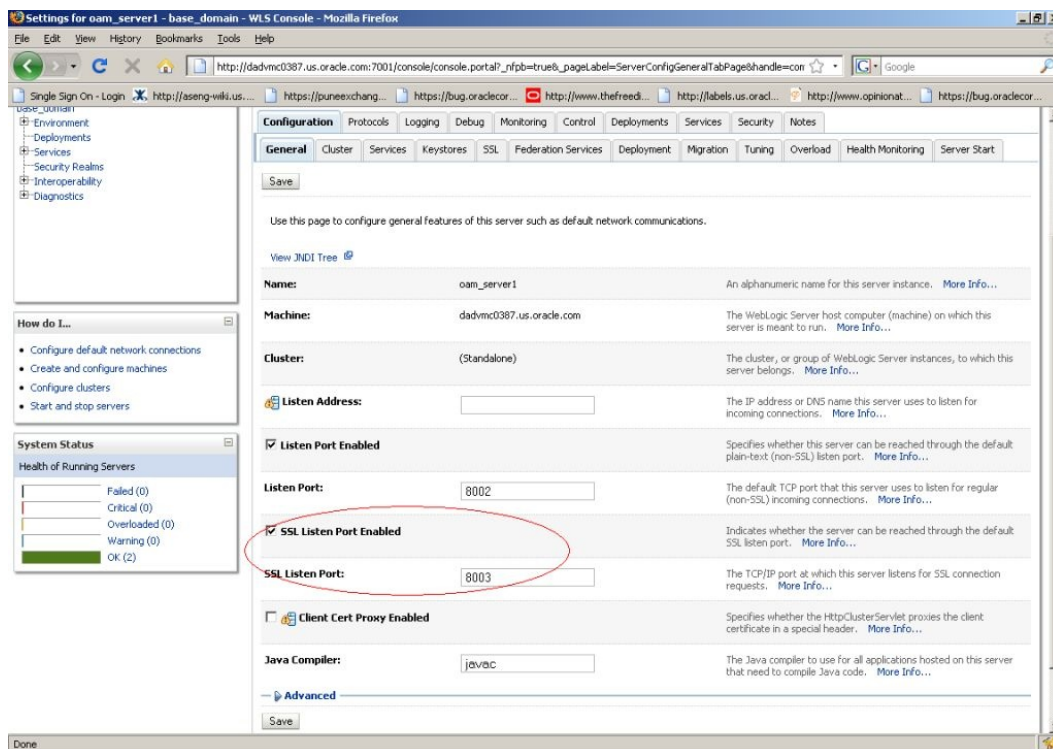 Settings for oam_server1 - base_domain - WLS Console - Mozilla Firefox
File Edit View History Bookmarks Tools Help
http://dadvmc0387.us.oracle.com:7001/console/console.portal?_nfpb=true&_pageLabel=ServerConfigGeneralTabPage&handle=com
Google
Single Sign On - Login http://aseng-wiki.us.... https://puneexchang... https://bug.oraclecor... http://www.thefreedi... http://labels.us.oracl... http://www.opinionat... https://bug.oraclecor...
base_domain
Environment
Deployments
Services
Security Realms
Interoperability
Diagnostics
How do I...
Configure default network connections
Create and configure machines
Configure clusters
Start and stop servers
System Status
Health of Running Servers
Failed (0)
Critical (0)
Overloaded (0)
Warning (0)
OK (2)
Configuration Protocols Logging Debug Monitoring Control Deployments Services Security Notes
General Cluster Services Keystores SSL Federation Services Deployment Migration Tuning Overload Health Monitoring Server Start
Save
Use this page to configure general features of this server such as default network communications.
View JNDI Tree
Name: oam_server1 An alphanumeric name for this server instance. More Info...
Machine: dadvmc0387.us.oracle.com The WebLogic Server host computer (machine) on which this
server is meant to run. More Info...
Cluster: (Standalone) The cluster, or group of WebLogic Server instances, to which this
server belongs. More Info...
Listen Address: The IP address or DNS name this server uses to listen for
incoming connections. More Info...
Listen Port Enabled Specifies whether this server can be reached through the default
plain-text (non-SSL) listen port. More Info...
Listen Port: 8002 The default TCP port that this server uses to listen for regular
(non-SSL) incoming connections. More Info...
SSL Listen Port Enabled Indicates whether the server can be reached through the default
SSL listen port. More Info...
SSL Listen Port: 8003 The TCP/IP port at which this server listens for SSL connection
requests. More Info...
Client Cert Proxy Enabled Specifies whether the HttpClusterServlet proxies the client
certificate in a special header. More Info...
Java Compiler: javac The Java compiler to use for all applications hosted on this server
that need to compile Java code. More Info...
Advanced
Save
Done